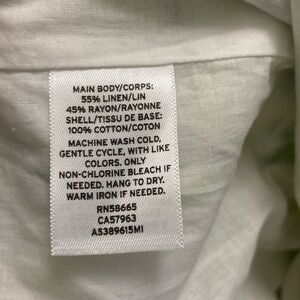 MAIN BODY/CORPS:
55% LINEN/LIN
45% RAYON/RAYONNE
SHELL/TISSU DE BASE:
100% COTTON/COTON
MACHINE WASH COLD,
GENTLE CYCLE, WITH LIKE
COLORS. ONLY
NON-CHLORINE BLEACH IF
NEEDED. HANG TO DRY.
WARM IRON IF NEEDED.
RN58665
CA57963
AS389615MI